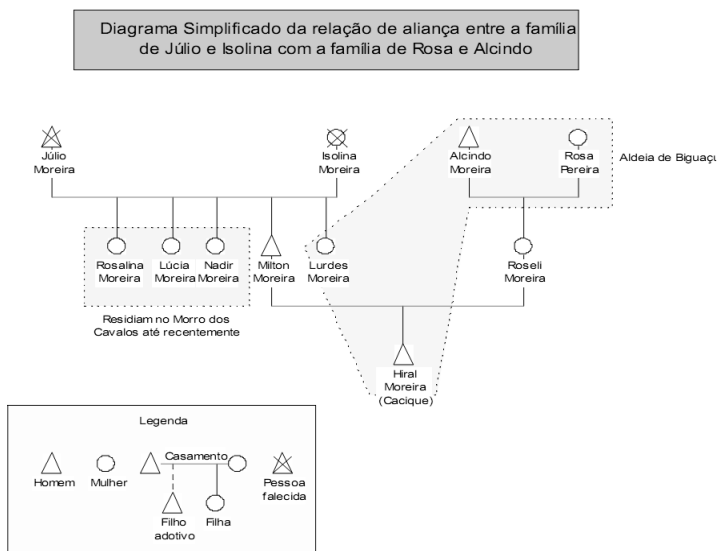 Diagrama Simplificado da relação de aliança entre a família
de Júlio e Isolina com a família de Rosa e Alcindo
Júlio
Moreira
Isolina
Moreira
Alcindo
Moreira
Rosa
Pereira
Aldeia de Biguaçu
Rosalina
Moreira
Lúcia
Moreira
Nadir
Moreira
Milton
Moreira
Lurdes
Moreira
Roseli
Moreira
Residiam no Morro dos
Cavalos até recentemente
Hiral
Moreira
(Cacique)
Legenda
Homem
Mulher
Casamento
Filho
adotivo
Filha
Pessoa
falecida